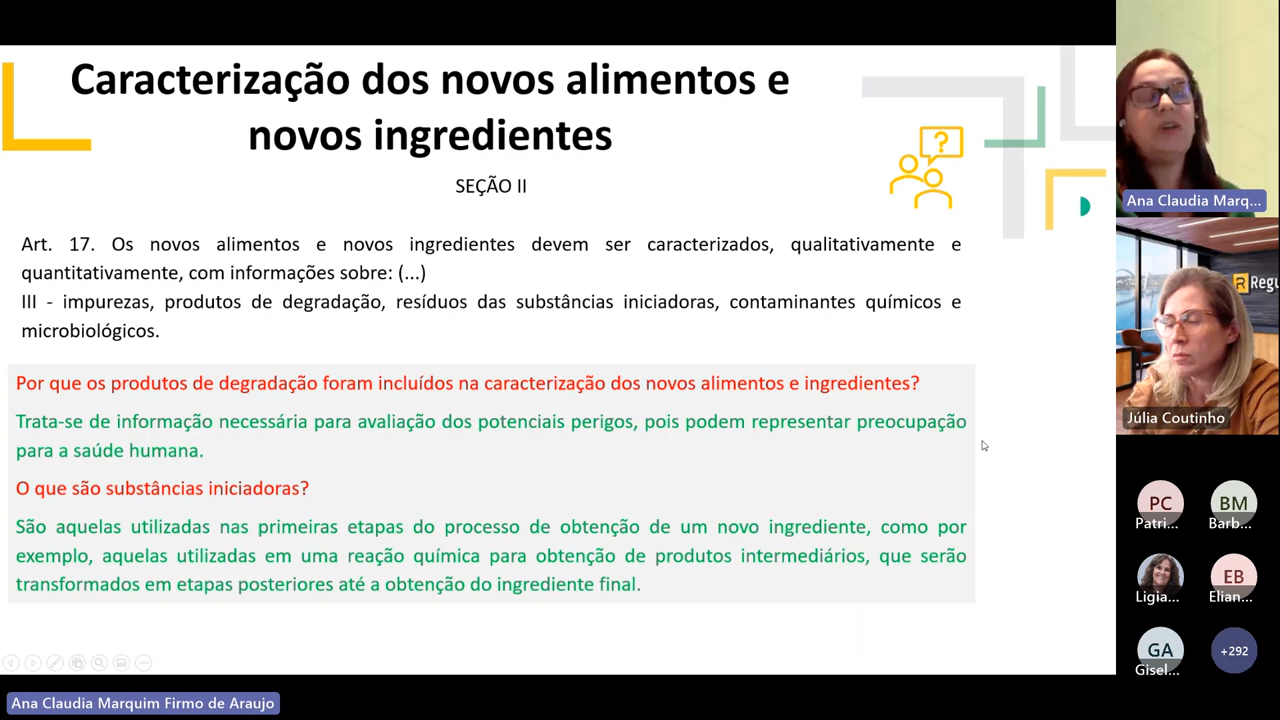 Caracterização dos novos alimentos e
novos ingredientes
SEÇÃO II
Art. 17. Os novos alimentos e novos ingredientes devem ser caracterizados, qualitativamente e
quantitativamente, com informações sobre: (...)
III - impurezas, produtos de degradação, resíduos das substâncias iniciadoras, contaminantes químicos e
microbiológicos.
Por que os produtos de degradação foram incluídos na caracterização dos novos alimentos e ingredientes?
Trata-se de informação necessária para avaliação dos potenciais perigos, pois podem representar preocupação
para a saúde humana.
O que são substâncias iniciadoras?
São aquelas utilizadas nas primeiras etapas do processo de obtenção de um novo ingrediente, como por
exemplo, aquelas utilizadas em uma reação química para obtenção de produtos intermediários, que serão
transformados em etapas posteriores até a obtenção do ingrediente final.
?
Ana Claudia Marq...
Regu
Júlia Coutinho
PC
Patri...
BM
Barb...
Ligia...
EB
Elian...
GA
Gisel...
+292
Ana Claudia Marquim Firmo de Araujo